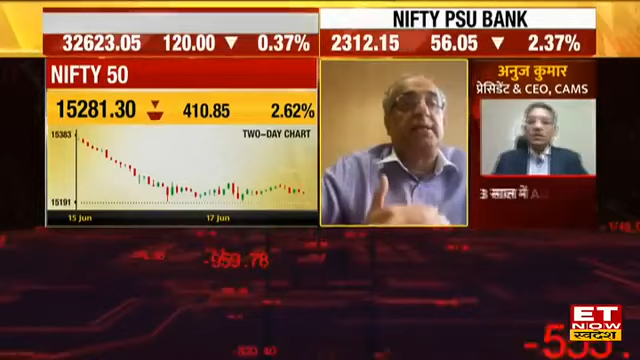 32623.05 120.00 ▼ 0.37%
NIFTY PSU BANK
2312.15 56.05 ▼ 2.37%
NIFTY 50
15281.30 410.85 2.62%
TWO-DAY CHART
15383
15191
15 Jun 17 Jun
अनुज कुमार
प्रेसिडेंट & CEO, CAMS
3 साल में
-959.78
ET
NOW
स्वदेश